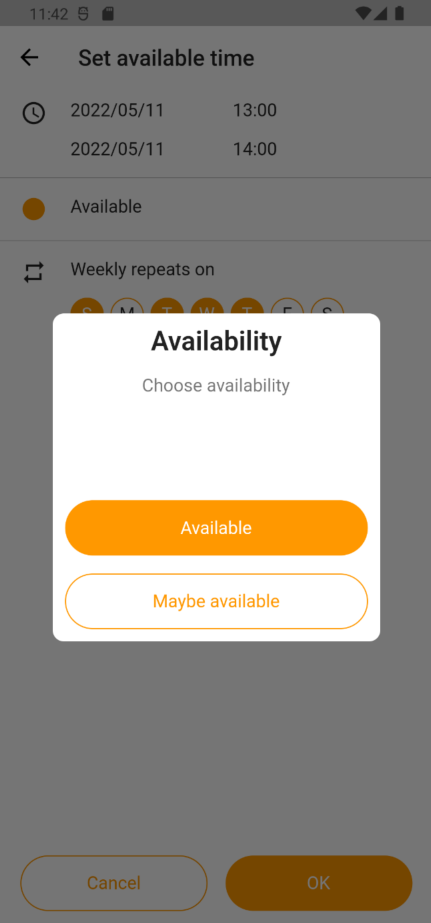 11:42
Set available time
2022/05/11 13:00
2022/05/11 14:00
Available
Weekly repeats on
S M T W T F S
Availability
Choose availability
Available
Maybe available
Cancel OK